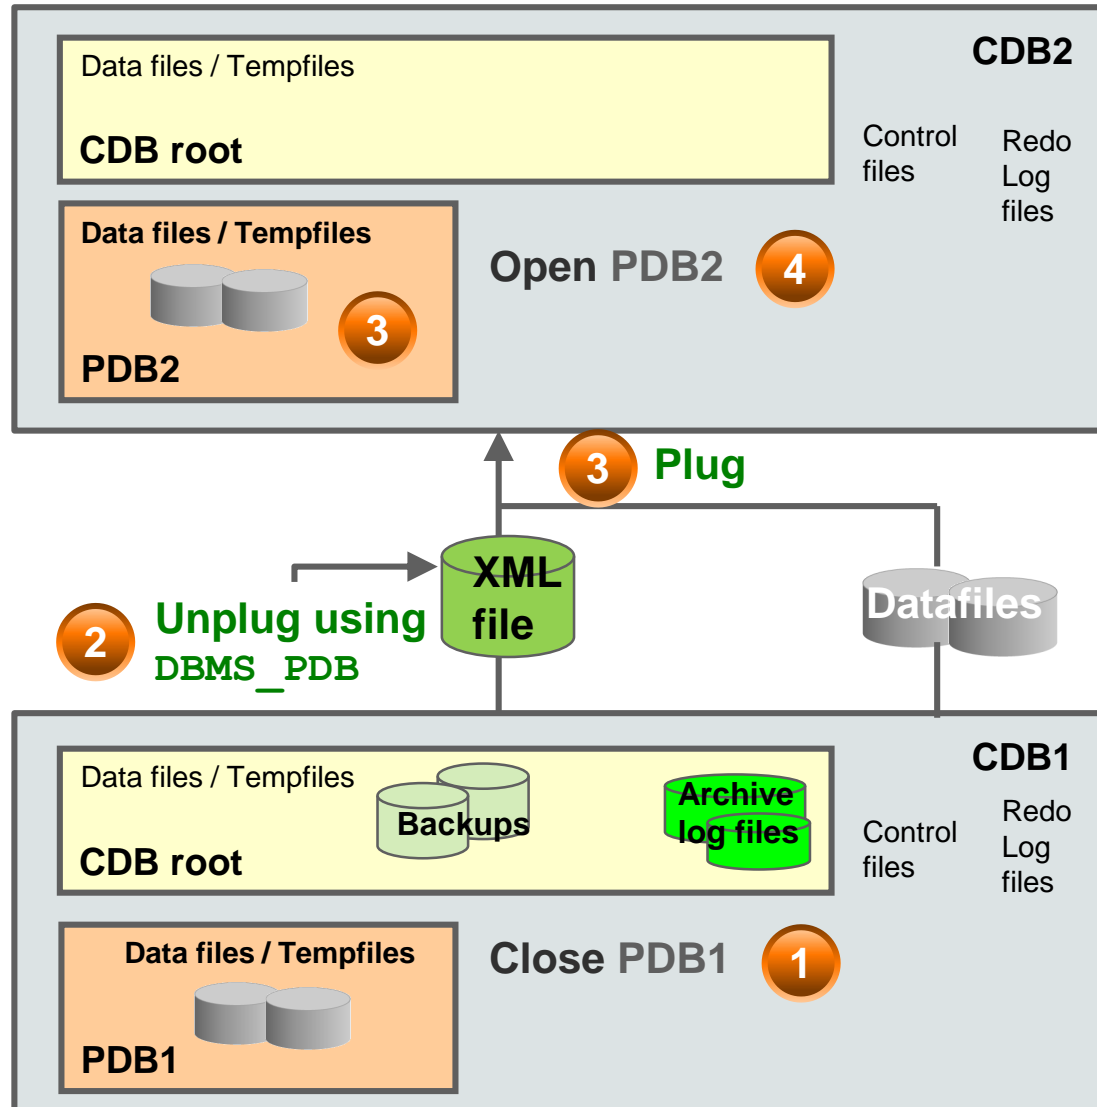 CDB2
Data files / Tempfiles
CDB root
Control
files
Redo
Log
files
Data files / Tempfiles
3
PDB2
Open PDB2
4
3
Plug
XML
file
Datafiles
2
Unplug using
DBMS_PDB
CDB1
Data files / Tempfiles
Backups
Archive
log files
CDB root
Control
files
Redo
Log
files
Data files / Tempfiles
PDB1
Close PDB1
1